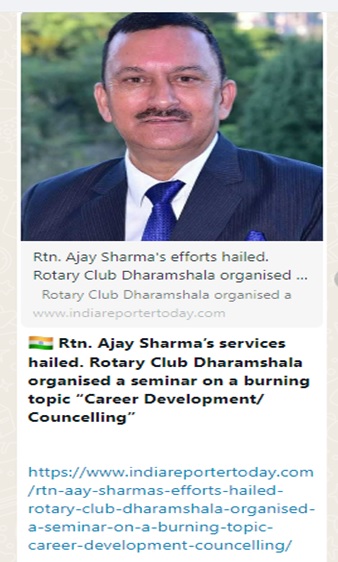 Rtn. Ajay Sharma's efforts hailed.
Rotary Club Dharamshala organised ...
Rotary Club Dharamshala organised a
www.indiareportertoday.com
🇮🇳 Rtn. Ajay Sharma's services
hailed. Rotary Club Dharamshala
organised a seminar on a burning
topic “Career Development/
Councelling”
https://www.indiareportertoday.com
/rtn-aay-sharmas-efforts-hailed-
rotary-club-dharamshala-organised-
a-seminar-on-a-burning-topic-
career-development-councelling/